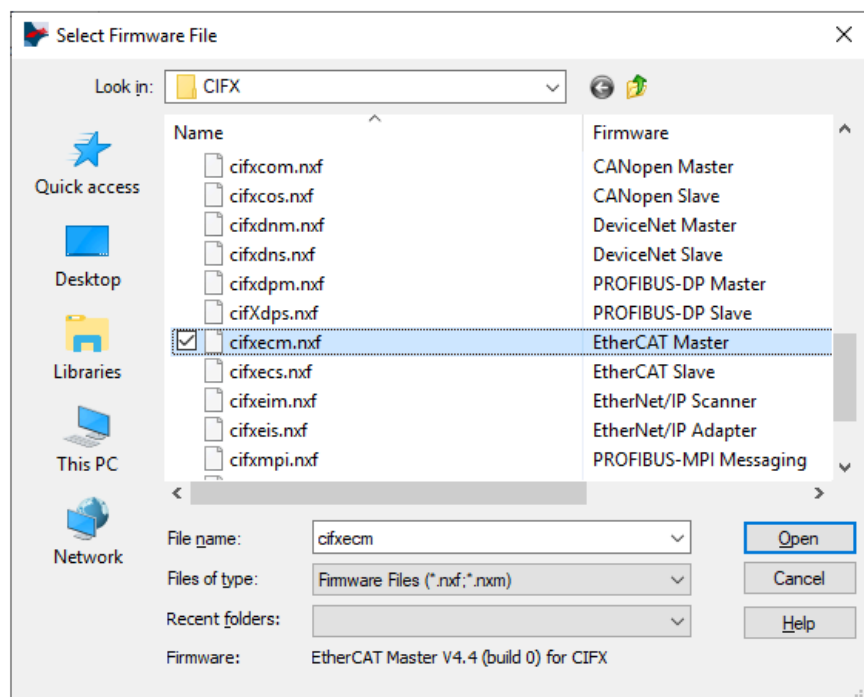 Select Firmware File
Look in: CIFX
Name Firmware
cifxcom.nxf CANopen Master
cifxcos.nxf CANopen Slave
cifxdnm.nxf DeviceNet Master
cifxdns.nxf DeviceNet Slave
cifxdpm.nxf PROFIBUS-DP Master
cifXdps.nxf PROFIBUS-DP Slave
cifxecm.nxf EtherCAT Master
cifxecs.nxf EtherCAT Slave
cifxeim.nxf EtherNet/IP Scanner
cifxeis.nxf EtherNet/IP Adapter
cifxmpi.nxf PROFIBUS-MPI Messaging
Quick access
Desktop
Libraries
This PC
Network
File name: cifxecm Open
Files of type: Firmware Files (*.nxf;*.nxm) Cancel
Recent folders: Help
Firmware: EtherCAT Master V4.4 (build 0) for CIFX